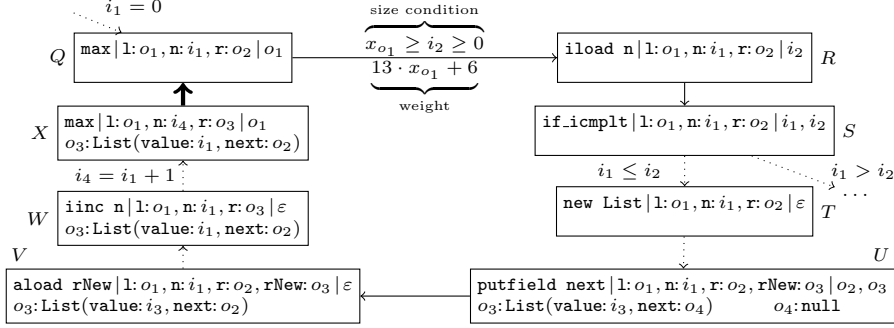 i₁ = 0
size condition
Q
max | l: o₁, n: i₁, r: o₂ | o₁
x_{o₁} ≥ i₂ ≥ 0
13 · x_{o₁} + 6
weight
iload n | l: o₁, n: i₁, r: o₂ | i₂
R
X
max | l: o₁, n: i₄, r: o₃ | o₁
o₃: List(value: i₁, next: o₂)
if_icmplt | l: o₁, n: i₁, r: o₂ | i₁, i₂
S
i₄ = i₁ + 1
i₁ ≤ i₂
i₁ > i₂
...
W
iinc n | l: o₁, n: i₁, r: o₃ | ε
o₃: List(value: i₁, next: o₂)
new List | l: o₁, n: i₁, r: o₂ | ε
T
V
aload rNew | l: o₁, n: i₁, r: o₂, rNew: o₃ | ε
o₃: List(value: i₃, next: o₂)
U
putfield next | l: o₁, n: i₁, r: o₂, rNew: o₃ | o₂, o₃
o₃: List(value: i₃, next: o₄) o₄: null